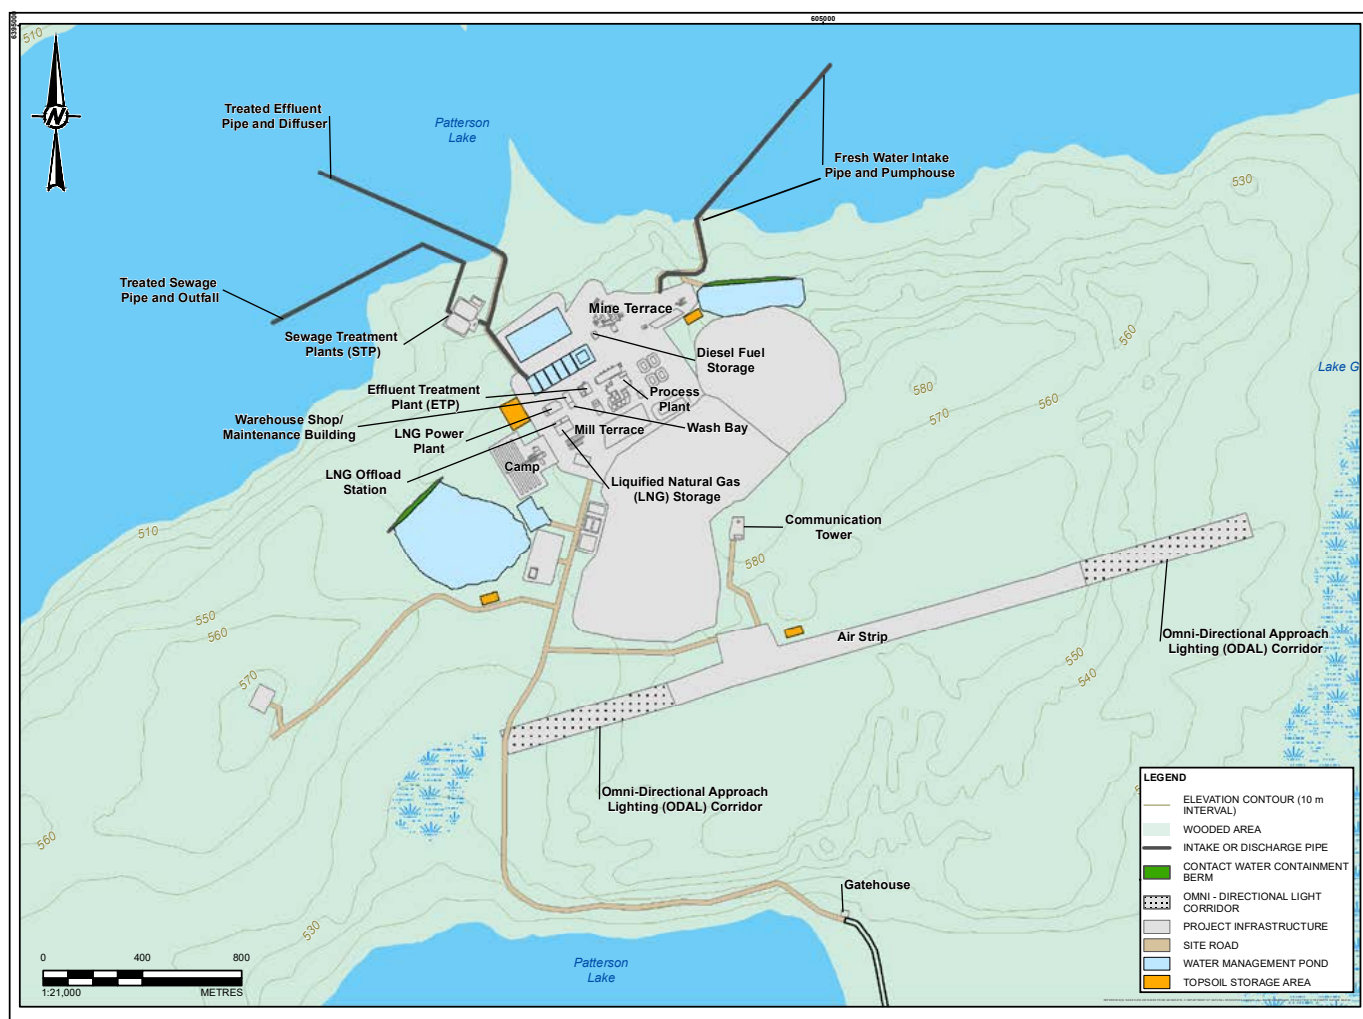 605000
6395000
510
N
Treated Effluent
Pipe and Diffuser
Patterson
Lake
Fresh Water Intake
Pipe and Pumphouse
530
Treated Sewage
Pipe and Outfall
Mine Terrace
Sewage Treatment
Plants (STP)
560
Diesel Fuel
Storage
Lake G
580
Effluent Treatment
Plant (ETP)
Process
Plant
560
570
Warehouse Shop/
Maintenance Building
LNG Power
Plant
Mill Terrace
Wash Bay
LNG Offload
Station
Camp
Liquified Natural Gas
(LNG) Storage
Communication
Tower
510
580
550
560
Air Strip
Omni-Directional Approach
Lighting (ODAL) Corridor
550
540
570
Omni-Directional Approach
Lighting (ODAL) Corridor
560
530
Gatehouse
Patterson
Lake
0 400 800
1:21,000 METRES
LEGEND
ELEVATION CONTOUR (10 m
INTERVAL)
WOODED AREA
INTAKE OR DISCHARGE PIPE
CONTACT WATER CONTAINMENT
BERM
OMNI - DIRECTIONAL LIGHT
CORRIDOR
PROJECT INFRASTRUCTURE
SITE ROAD
WATER MANAGEMENT POND
TOPSOIL STORAGE AREA